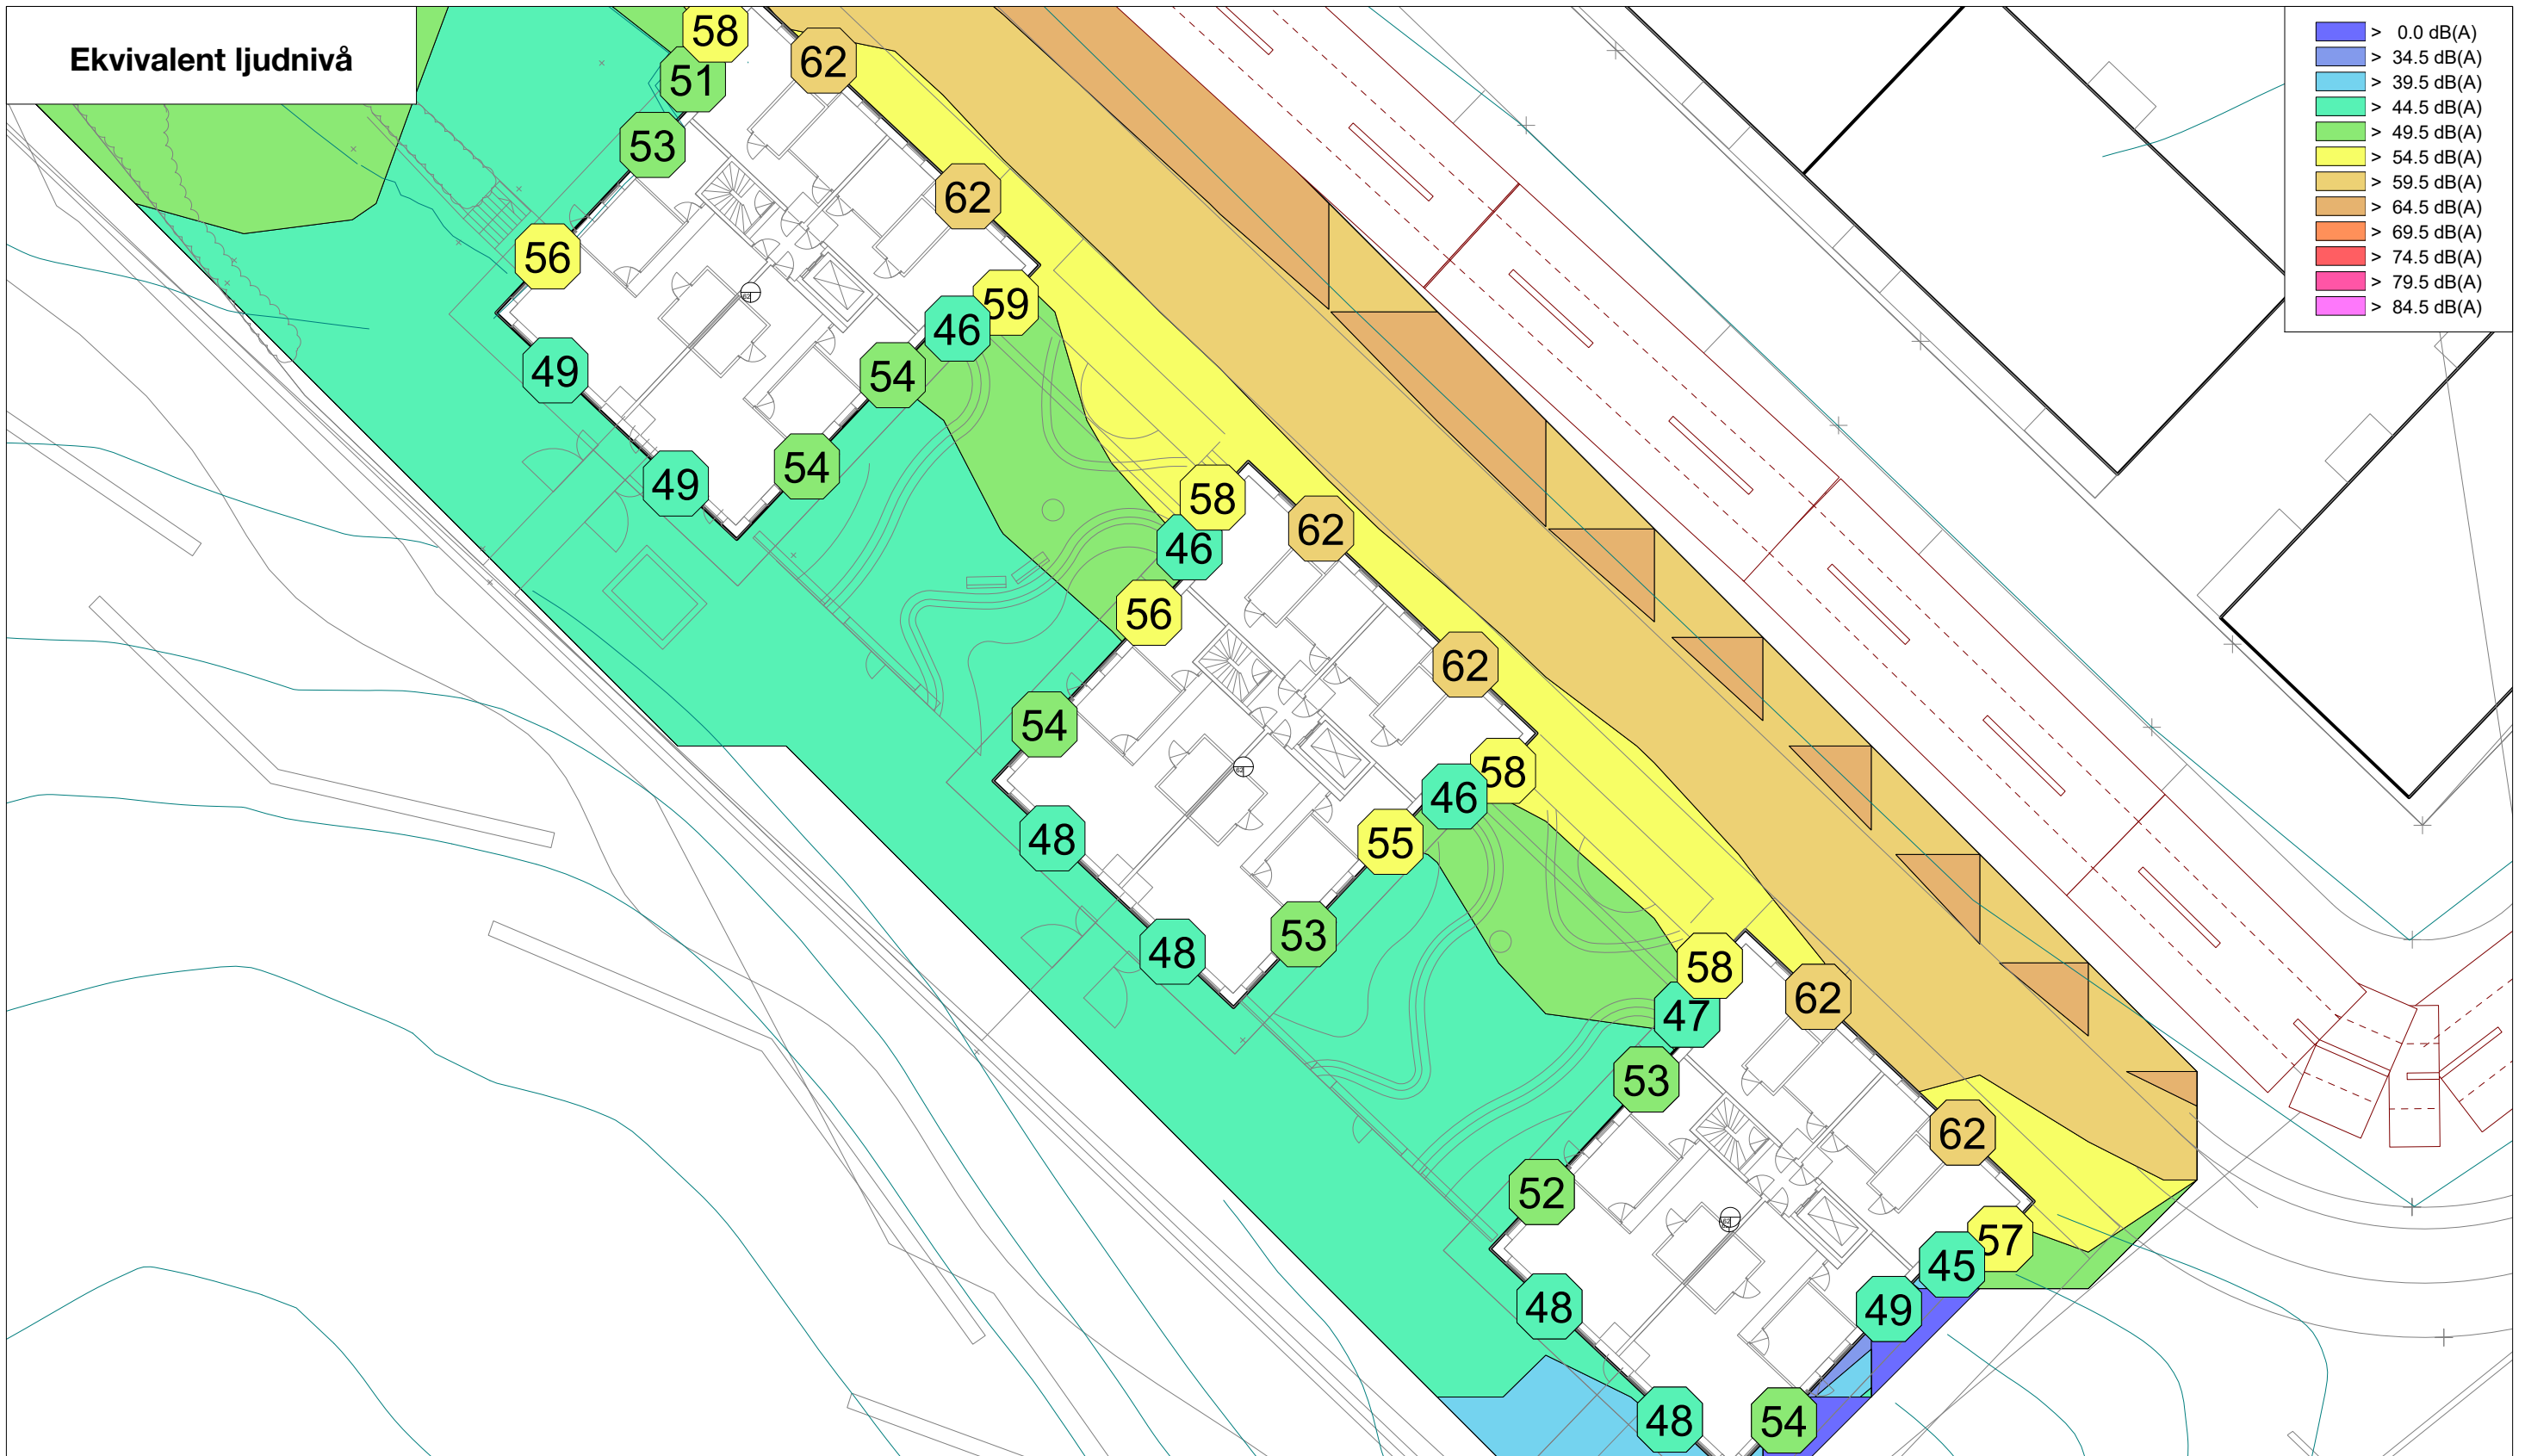 Ekvivalent ljudnivå
> 0.0 dB(A)
> 34.5 dB(A)
> 39.5 dB(A)
> 44.5 dB(A)
> 49.5 dB(A)
> 54.5 dB(A)
> 59.5 dB(A)
> 64.5 dB(A)
> 69.5 dB(A)
> 74.5 dB(A)
> 79.5 dB(A)
> 84.5 dB(A)
58
62
51
53
62
56
59
46
49
54
54
49
58
62
46
56
62
54
58
46
48
55
53
48
58
62
47
53
62
52
57
45
48
49
48
54